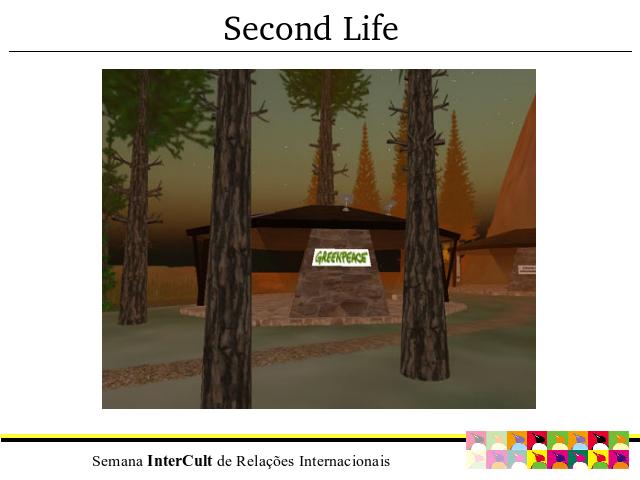 Second Life
GREENPEACE
Semana InterCult de Relações Internacionais